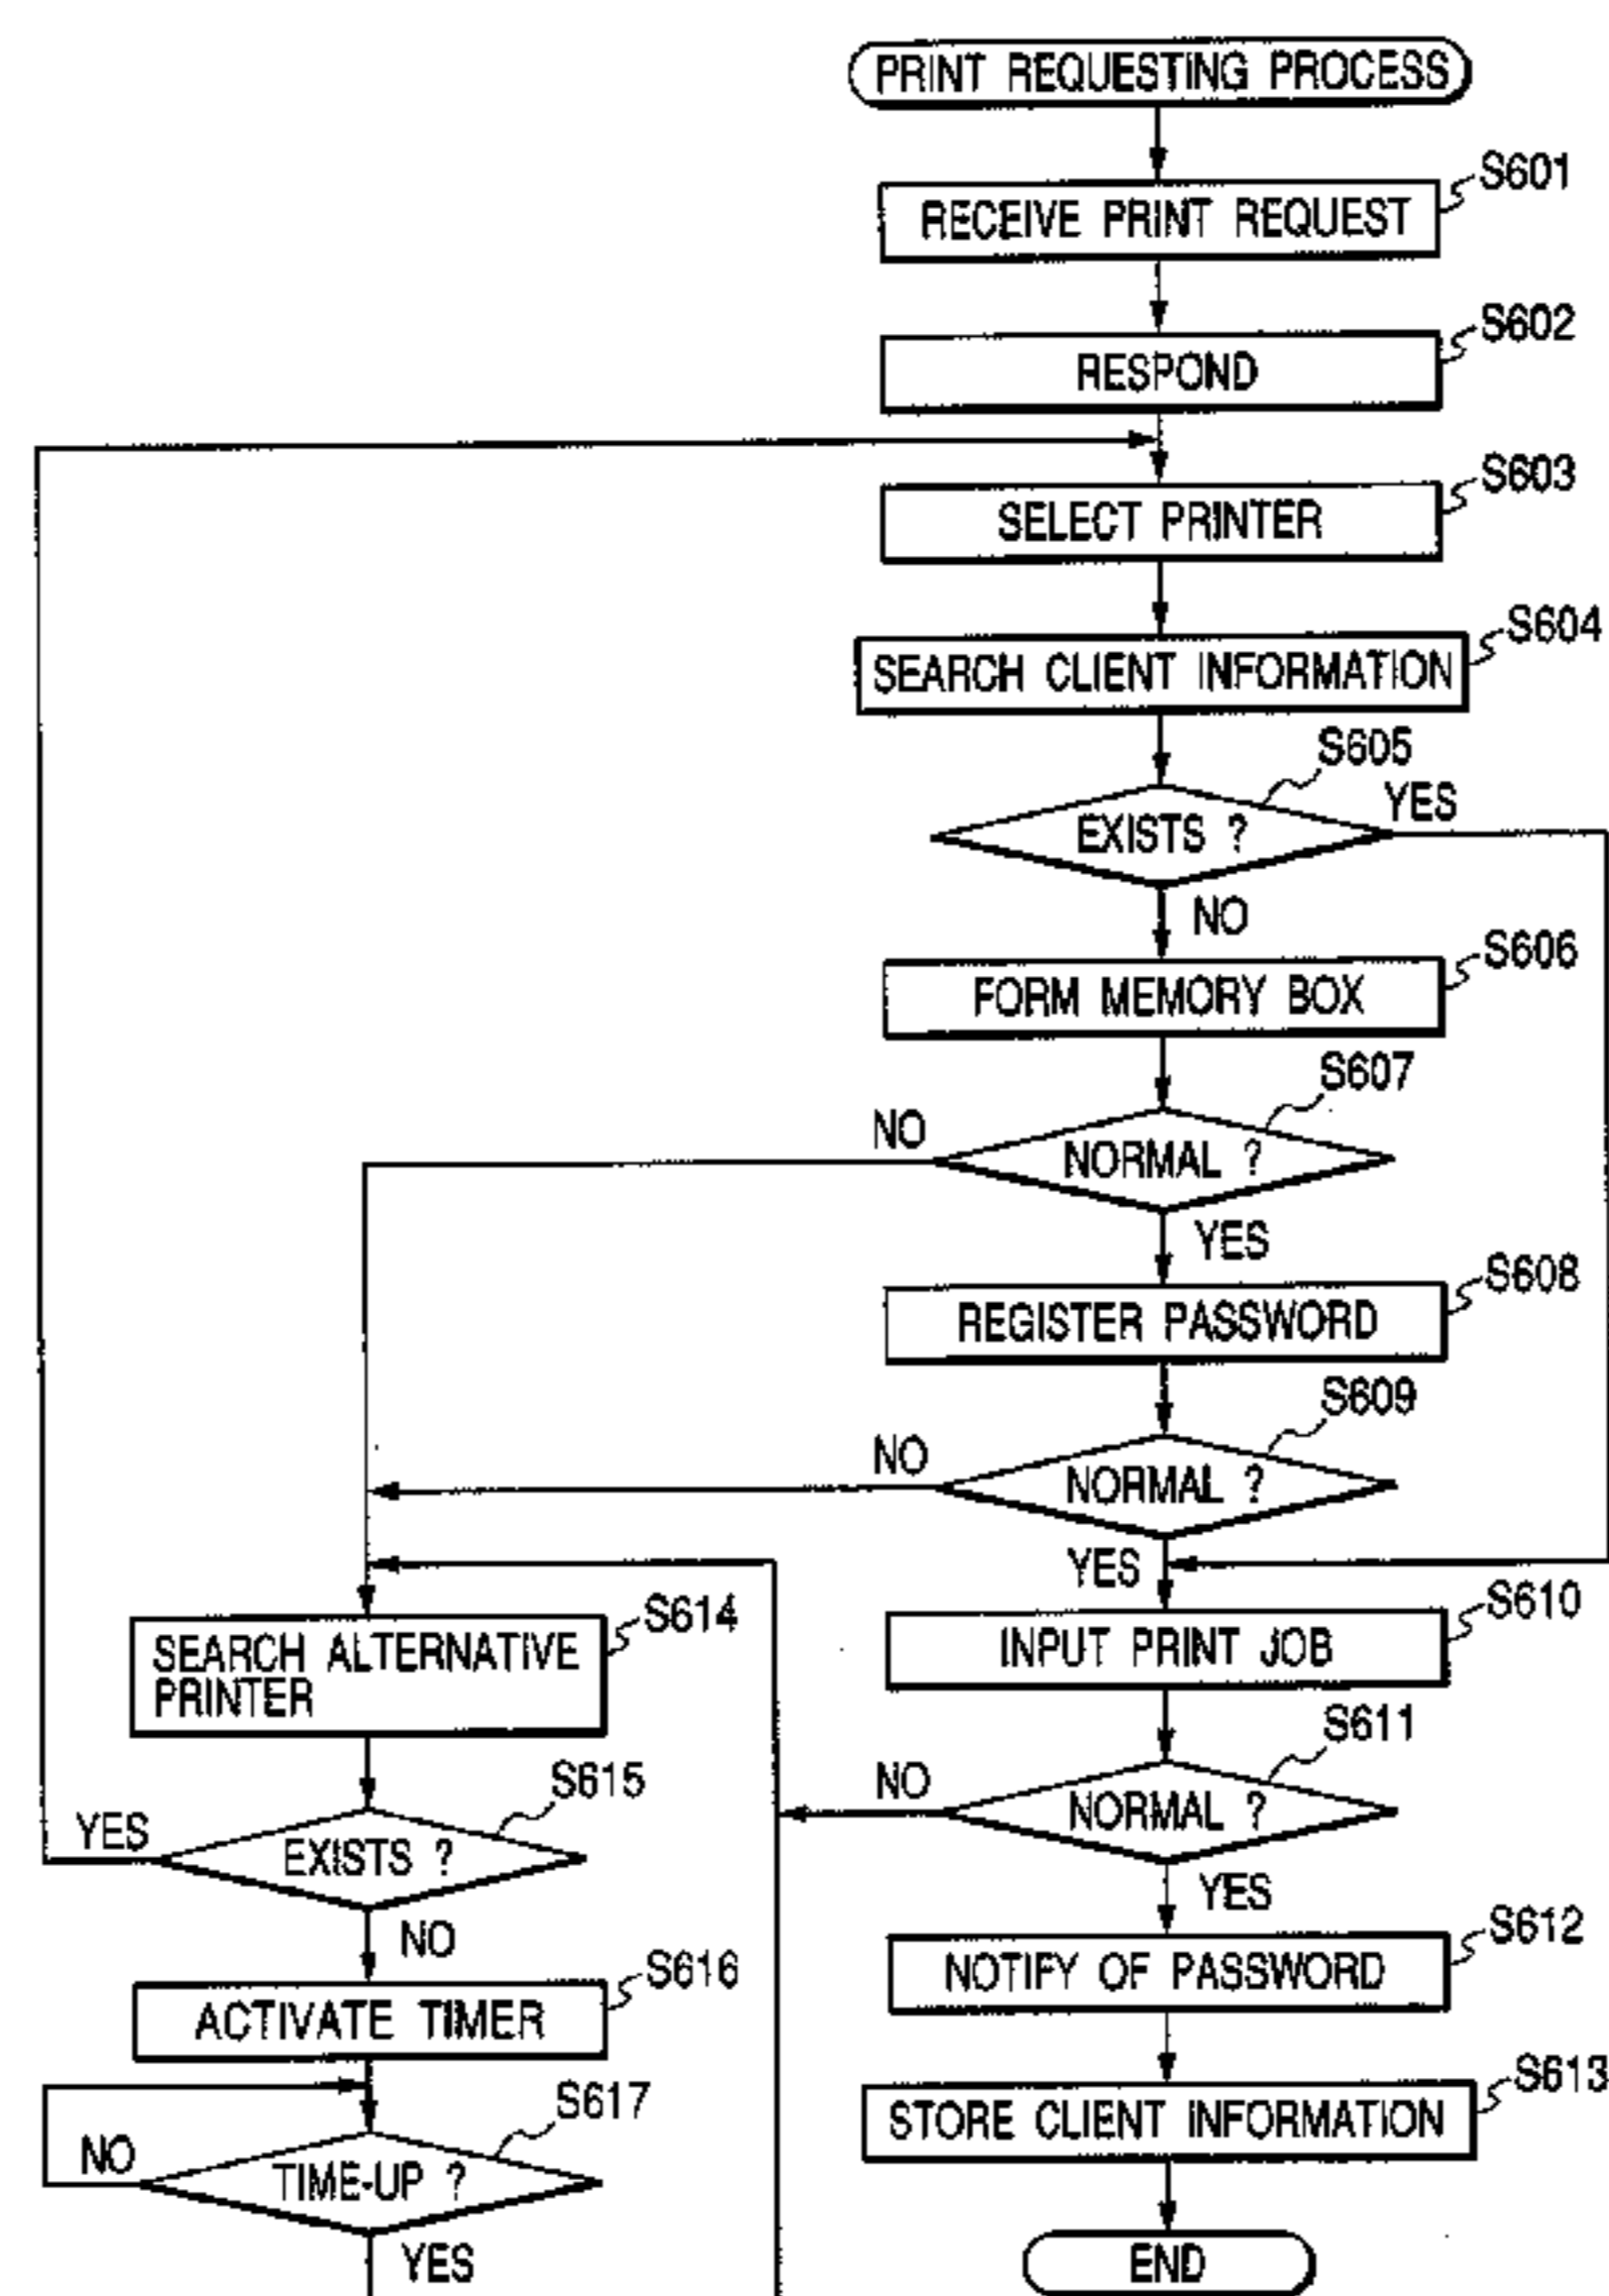 PRINT REQUESTING PROCESS
S601
RECEIVE PRINT REQUEST
S602
RESPOND
S603
SELECT PRINTER
S604
SEARCH CLIENT INFORMATION
S605
EXISTS ?
YES
NO
S606
FORM MEMORY BOX
S607
NORMAL ?
NO
YES
S608
REGISTER PASSWORD
S609
NORMAL ?
NO
YES
S610
INPUT PRINT JOB
S611
NORMAL ?
NO
YES
S612
NOTIFY OF PASSWORD
S613
STORE CLIENT INFORMATION
END
S614
SEARCH ALTERNATIVE
PRINTER
S615
EXISTS ?
YES
NO
S616
ACTIVATE TIMER
S617
TIME-UP ?
NO
YES